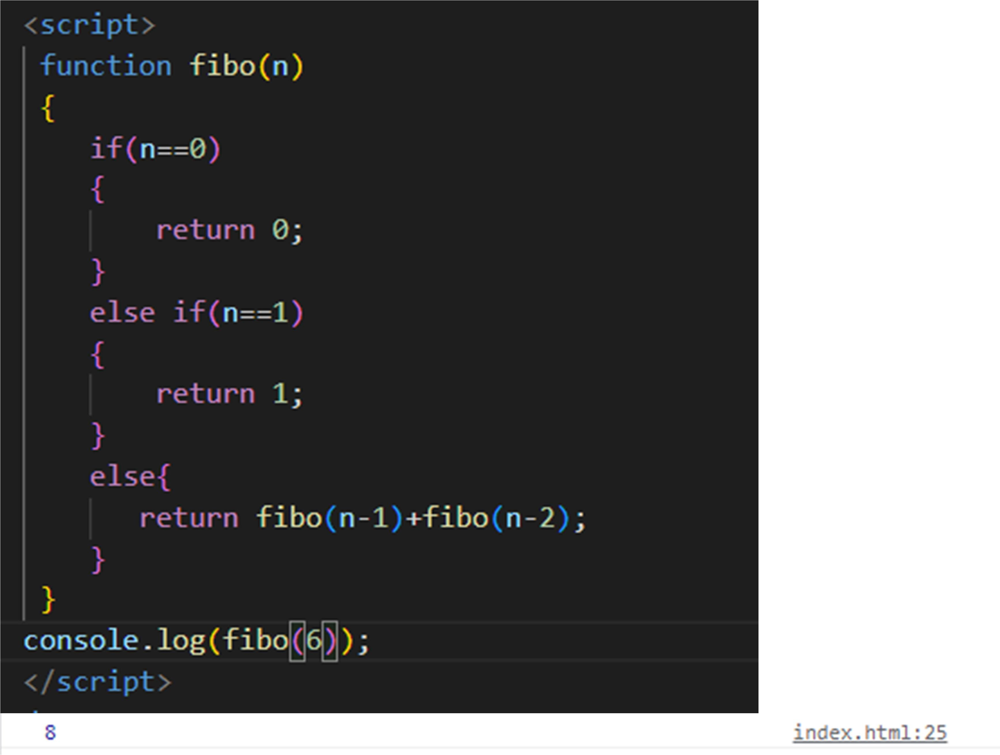 <script>
function fibo(n)
{
if(n==0)
{
return 0;
}
else if(n==1)
{
return 1;
}
else{
return fibo(n-1)+fibo(n-2);
}
}
console.log(fibo(6));
</script>
8 index.html:25